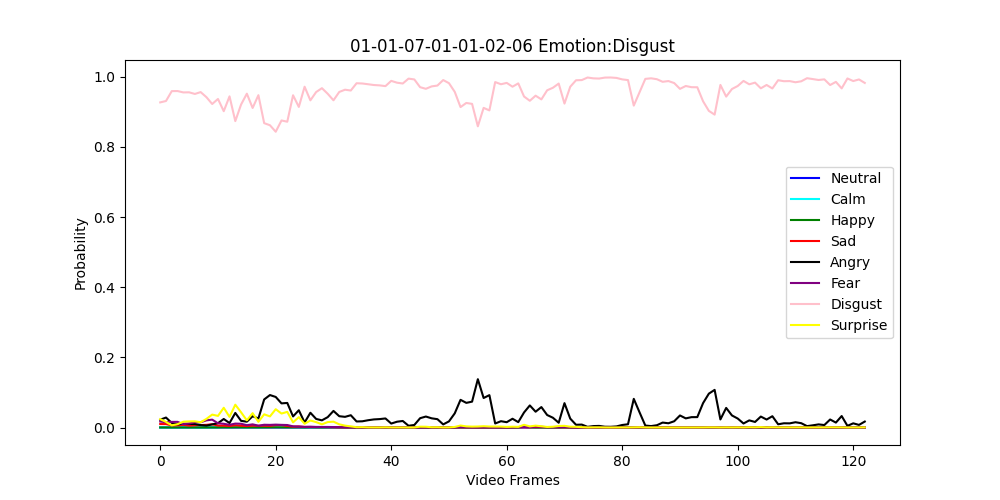 01-01-07-01-01-02-06 Emotion:Disgust
Probability
1.0
0.8
0.6
0.4
0.2
0.0
Neutral
Calm
Happy
Sad
Angry
Fear
Disgust
Surprise
0 20 40 60 80 100 120
Video Frames